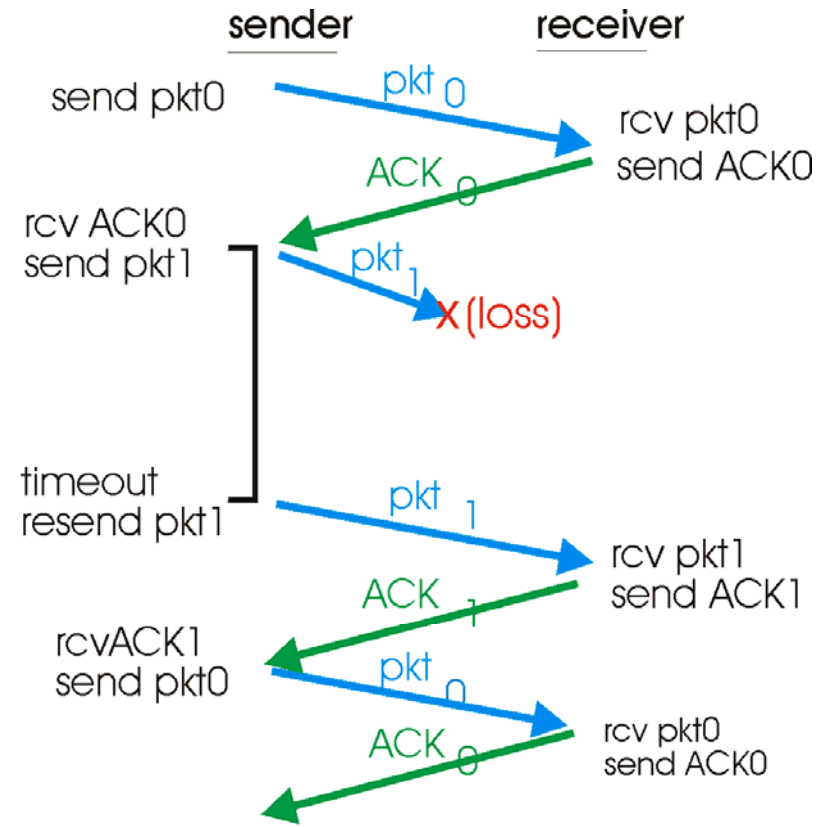 sender
receiver
send pkt0
pkt 0
rcv pkt0
send ACK0
ACK 0
rcv ACK0
send pkt1
pkt 1
X (loss)
timeout
resend pkt1
pkt 1
rcv pkt1
send ACK1
ACK 1
rcvACK1
send pkt0
pkt 0
rcv pkt0
send ACK0
ACK 0